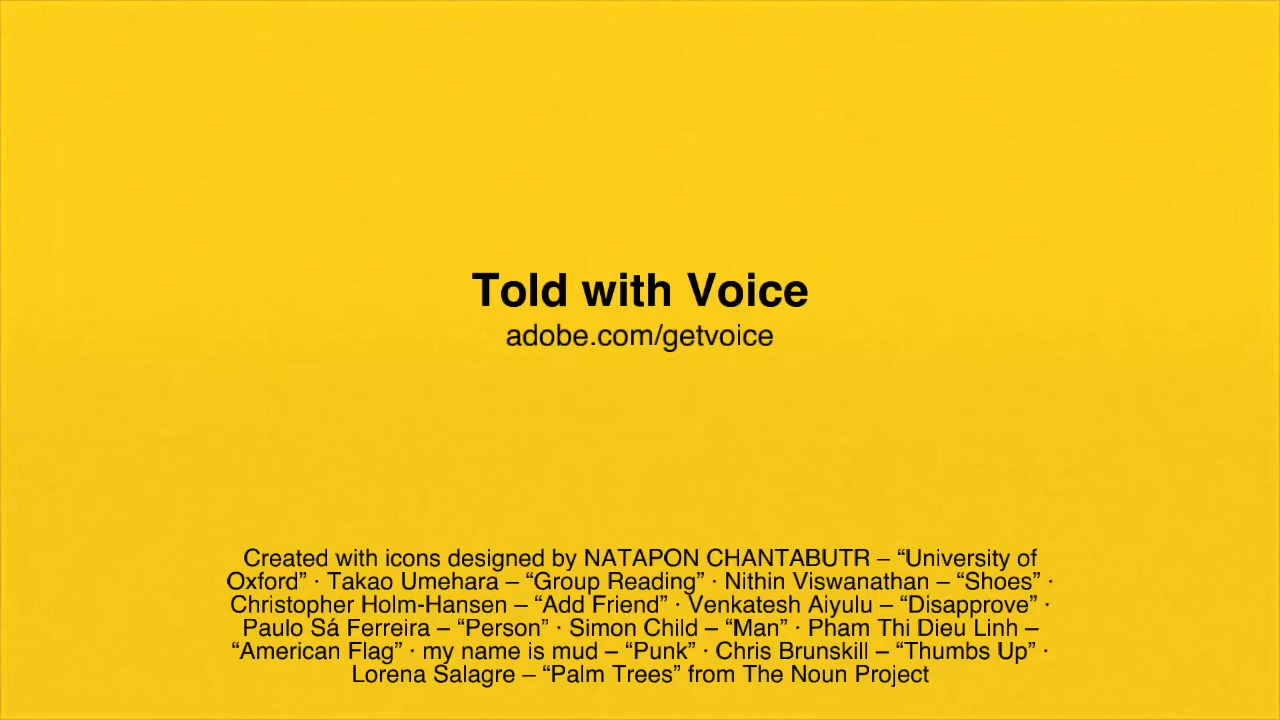 Told with Voice
adobe.com/getvoice
Created with icons designed by NATAPON CHANTABUTR – “University of
Oxford” · Takao Umehara – “Group Reading” · Nithin Viswanathan – “Shoes” ·
Christopher Holm-Hansen – “Add Friend” · Venkatesh Aiyulu – “Disapprove” ·
Paulo Sá Ferreira – “Person” · Simon Child – “Man” · Pham Thi Dieu Linh –
“American Flag” · my name is mud – “Punk” · Chris Brunskill – “Thumbs Up” ·
Lorena Salagre – “Palm Trees” from The Noun Project